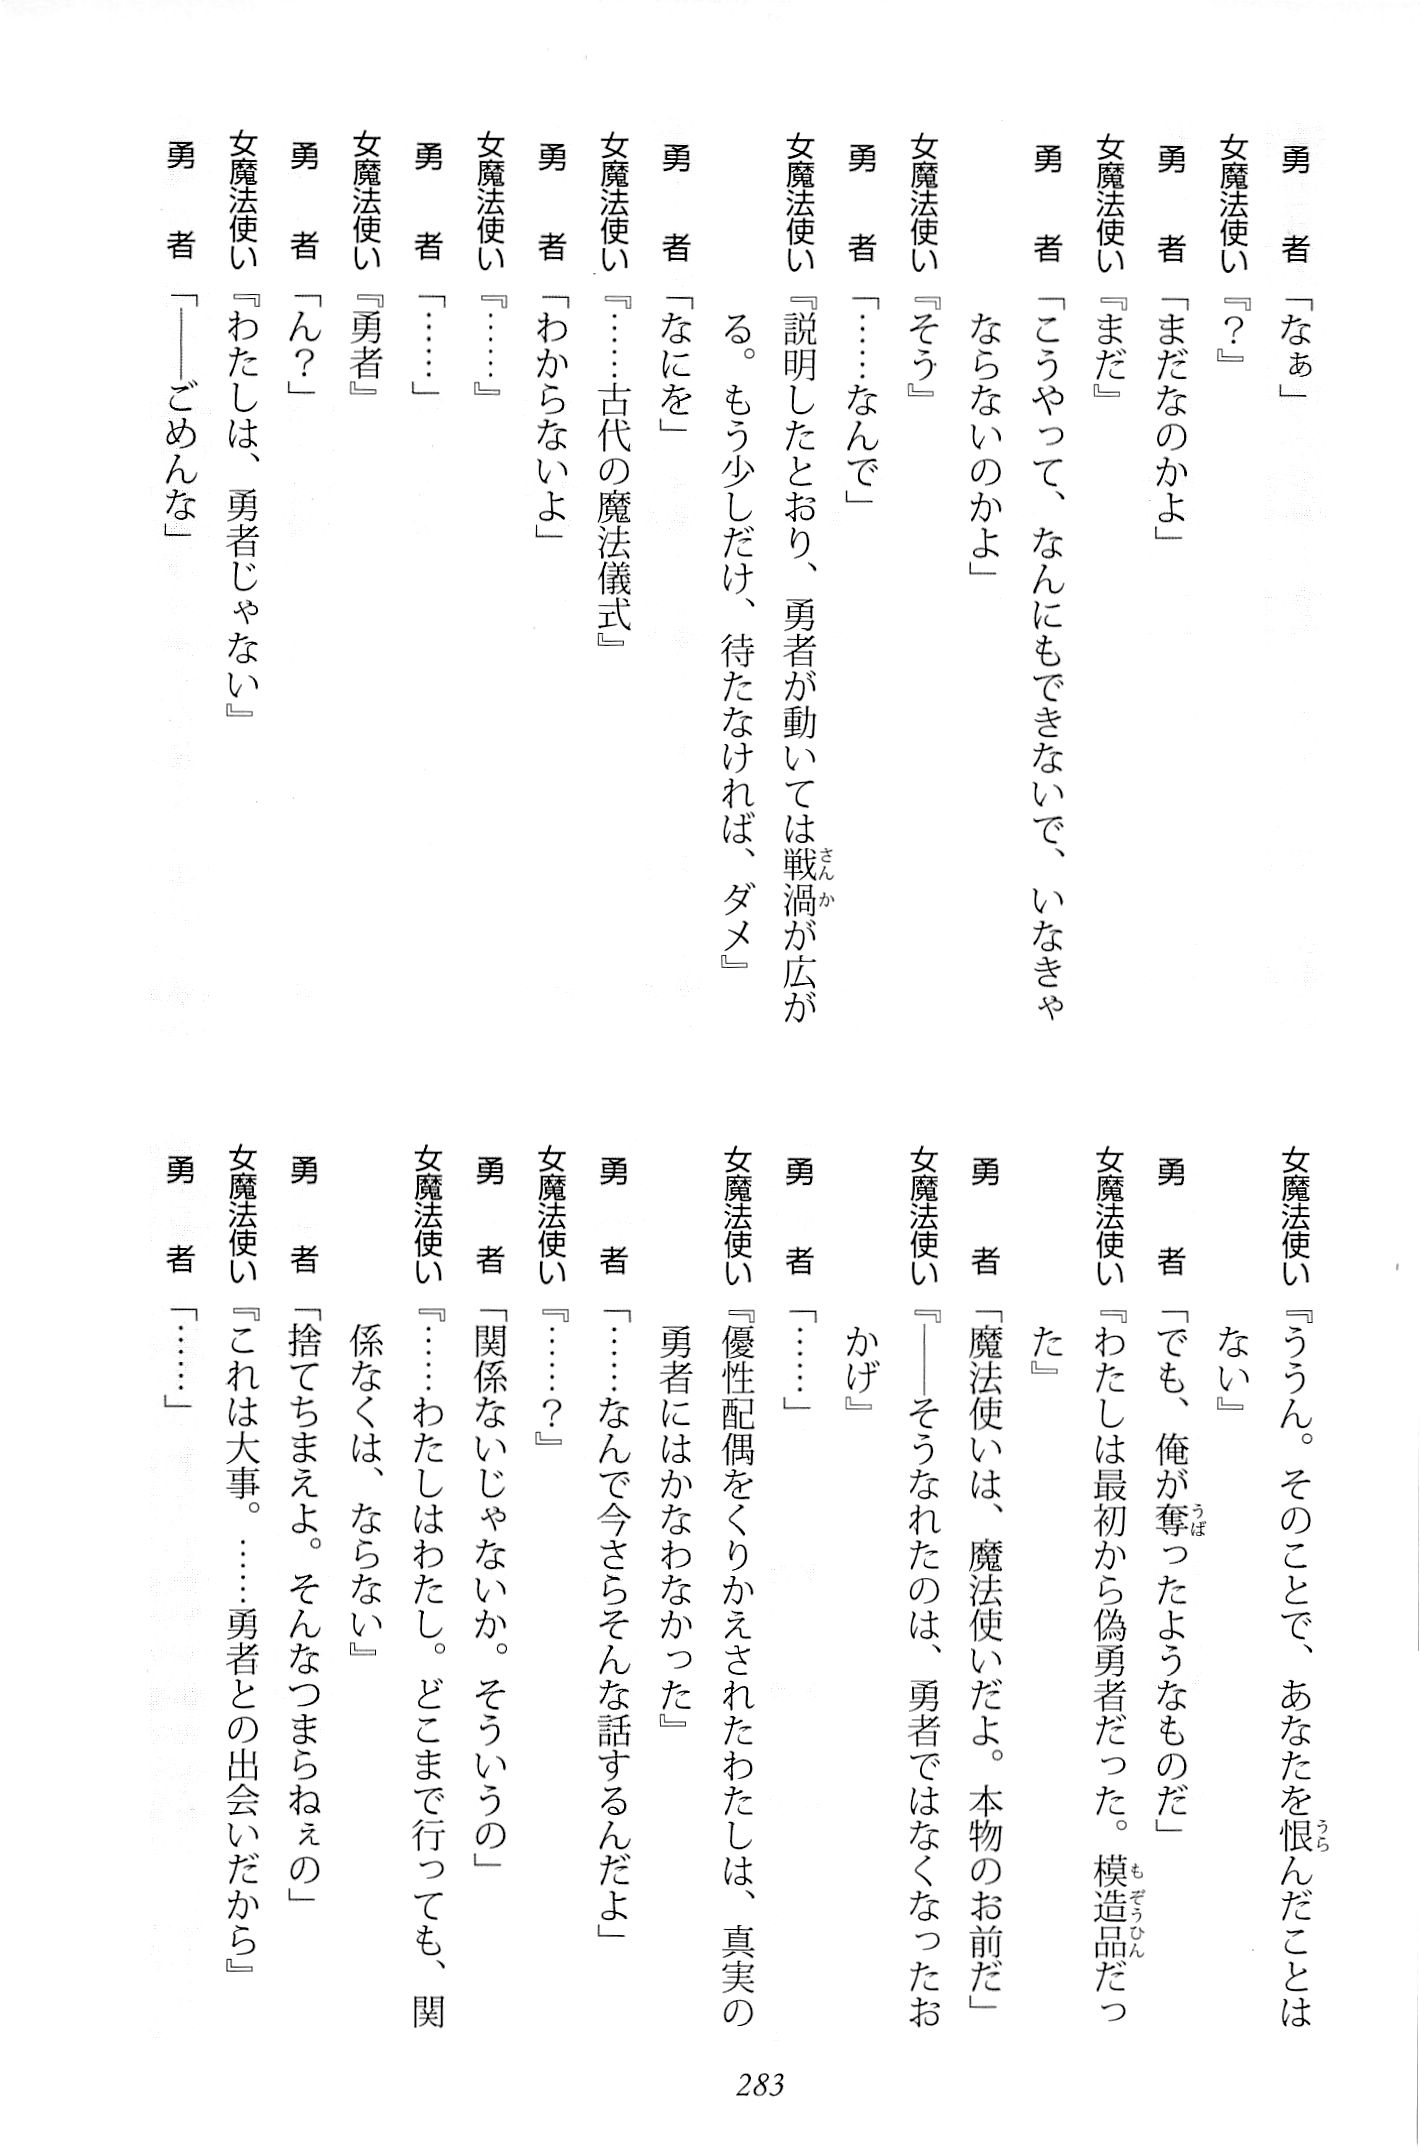 勇者「なぁ」
女魔法使い『？』
勇者「まだなのかよ」
女魔法使い『まだ』
勇者「こうやって、なんにもできないで、いなきゃ
ならないのかよ」
女魔法使い『そう』
勇者「……なんで」
女魔法使い『説明したとおり、勇者が動いては戦渦が広が
る。もう少しだけ、待たなければ、ダメ』
勇者「なにを」
女魔法使い『……古代の魔法儀式』
勇者「わからないよ」
女魔法使い『……』
勇者「……」
女魔法使い『勇者』
勇者「ん？」
女魔法使い『わたしは、勇者じゃない』
勇者「――ごめんな」
女魔法使い『ううん。そのことで、あなたを恨んだことは
ない』
勇者「でも、俺が奪ったようなものだ」
女魔法使い『わたしは最初から偽勇者だった。模造品だっ
た』
勇者「魔法使いは、魔法使いだよ。本物のお前だ」
女魔法使い『――そうなれたのは、勇者ではなくなったお
かげ』
勇者「……」
女魔法使い『優性配偶をくりかえされたわたしは、真実の
勇者にはかなわなかった』
勇者「……なんで今さらそんな話するんだよ」
女魔法使い『……？』
勇者「関係ないじゃないか。そういうの」
女魔法使い『……わたしはわたし。どこまで行っても、関
係なくは、ならない』
勇者「捨てちまえよ。そんなつまらねぇの」
女魔法使い『これは大事。……勇者との出会いだから』
勇者「……」
283